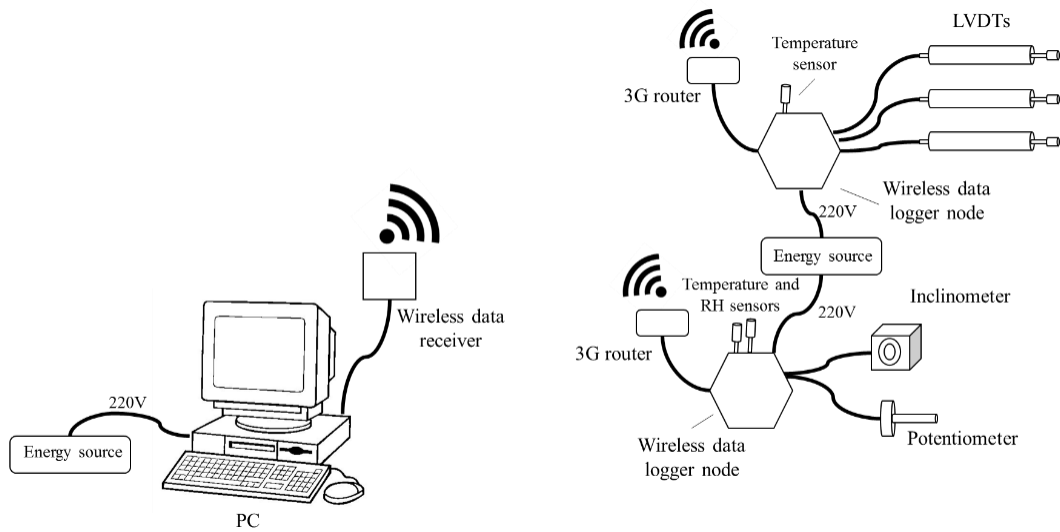 LVDTs
Temperature
sensor
3G router
Wireless data
logger node
220V
Energy source
Temperature and
RH sensors
220V
Inclinometer
3G router
Wireless data
receiver
220V
Energy source
Wireless data
logger node
Potentiometer
PC